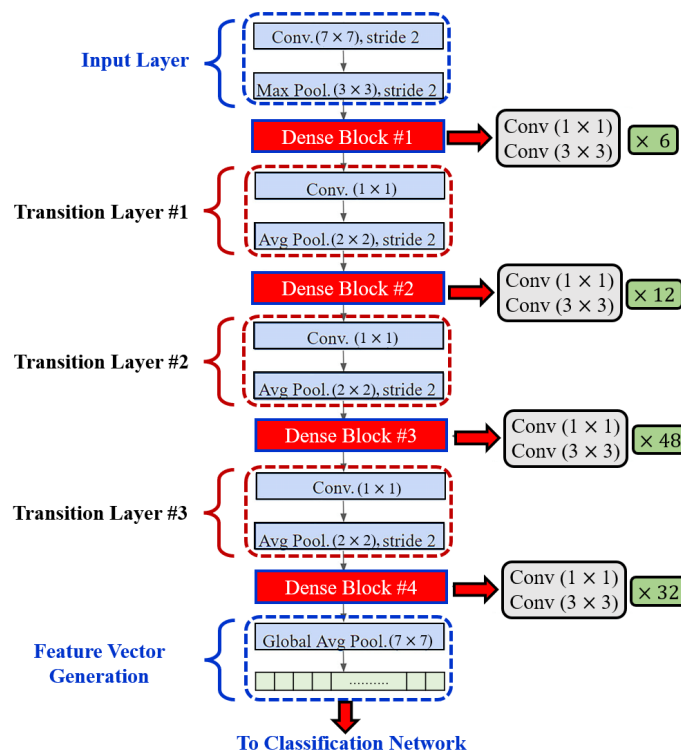 Conv.(7 × 7), stride 2
Input Layer
Max Pool.(3 × 3), stride 2
Dense Block #1
Conv (1 × 1)
Conv (3 × 3)
× 6
Conv. (1 × 1)
Transition Layer #1
Avg Pool.(2 × 2), stride 2
Dense Block #2
Conv (1 × 1)
Conv (3 × 3)
× 12
Conv. (1 × 1)
Transition Layer #2
Avg Pool.(2 × 2), stride 2
Dense Block #3
Conv (1 × 1)
Conv (3 × 3)
× 48
Conv. (1 × 1)
Transition Layer #3
Avg Pool.(2 × 2), stride 2
Dense Block #4
Conv (1 × 1)
Conv (3 × 3)
× 32
Global Avg Pool.(7 × 7)
Feature Vector
Generation
..........
To Classification Network